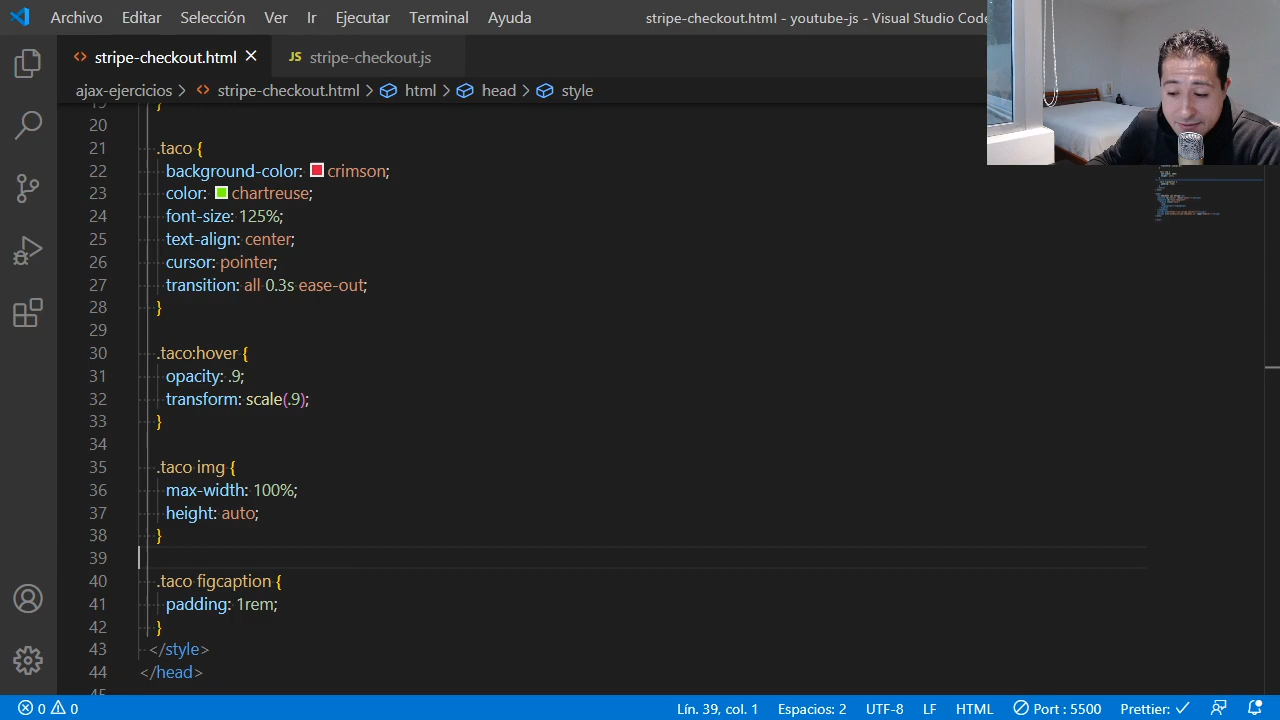 Archivo Editar Selección Ver Ir Ejecutar Terminal Ayuda stripe-checkout.html - youtube-js - Visual Studio Code
stripe-checkout.html JS stripe-checkout.js
ajax-ejercicios > stripe-checkout.html > html > head > style
19 }
20
21 .taco {
22 background-color: crimson;
23 color: chartreuse;
24 font-size: 125%;
25 text-align: center;
26 cursor: pointer;
27 transition: all 0.3s ease-out;
28 }
29
30 .taco:hover {
31 opacity: .9;
32 transform: scale(.9);
33 }
34
35 .taco img {
36 max-width: 100%;
37 height: auto;
38 }
39
40 .taco figcaption {
41 padding: 1rem;
42 }
43 </style>
44 </head>
45
0 0 Lín. 39, col. 1 Espacios: 2 UTF-8 LF HTML Port : 5500 Prettier: